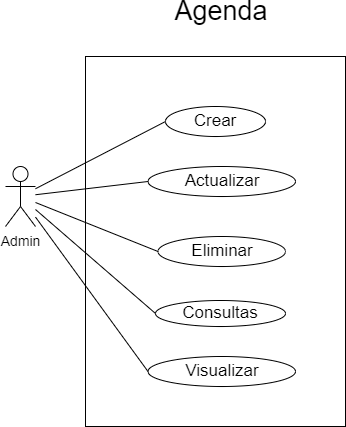 Agenda
Crear
Actualizar
Eliminar
Admin
Consultas
Visualizar